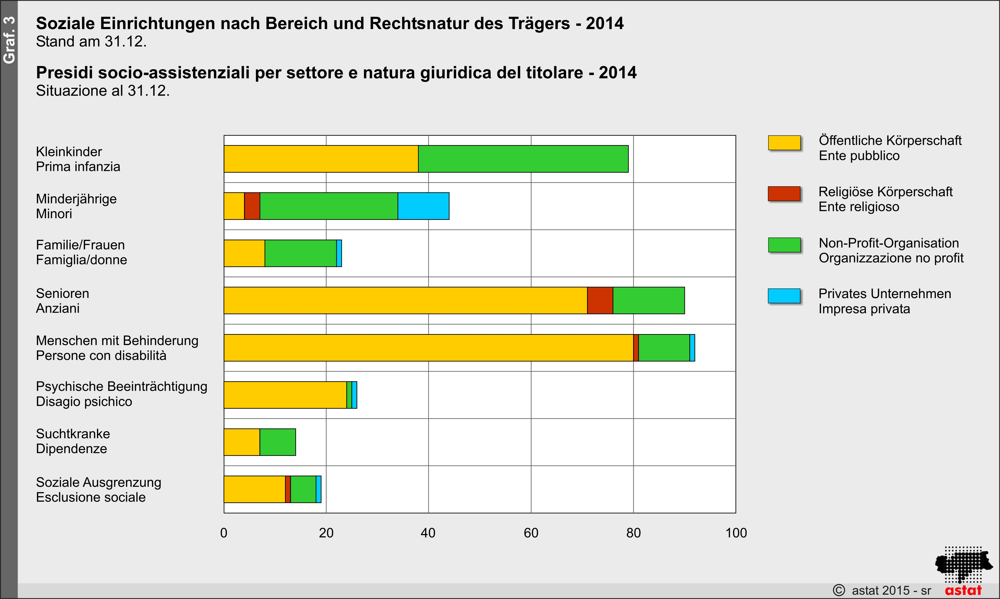 Graf. 3
Soziale Einrichtungen nach Bereich und Rechtsnatur des Trägers - 2014
Stand am 31.12.
Presidi socio-assistenziali per settore e natura giuridica del titolare - 2014
Situazione al 31.12.
Kleinkinder
Prima infanzia
Minderjährige
Minori
Familie/Frauen
Famiglia/donne
Senioren
Anziani
Menschen mit Behinderung
Persone con disabilità
Psychische Beeinträchtigung
Disagio psichico
Suchtkranke
Dipendenze
Soziale Ausgrenzung
Esclusione sociale
0 20 40 60 80 100
Öffentliche Körperschaft
Ente pubblico
Religiöse Körperschaft
Ente religioso
Non-Profit-Organisation
Organizzazione no profit
Privates Unternehmen
Impresa privata
© astat 2015 - sr
astat